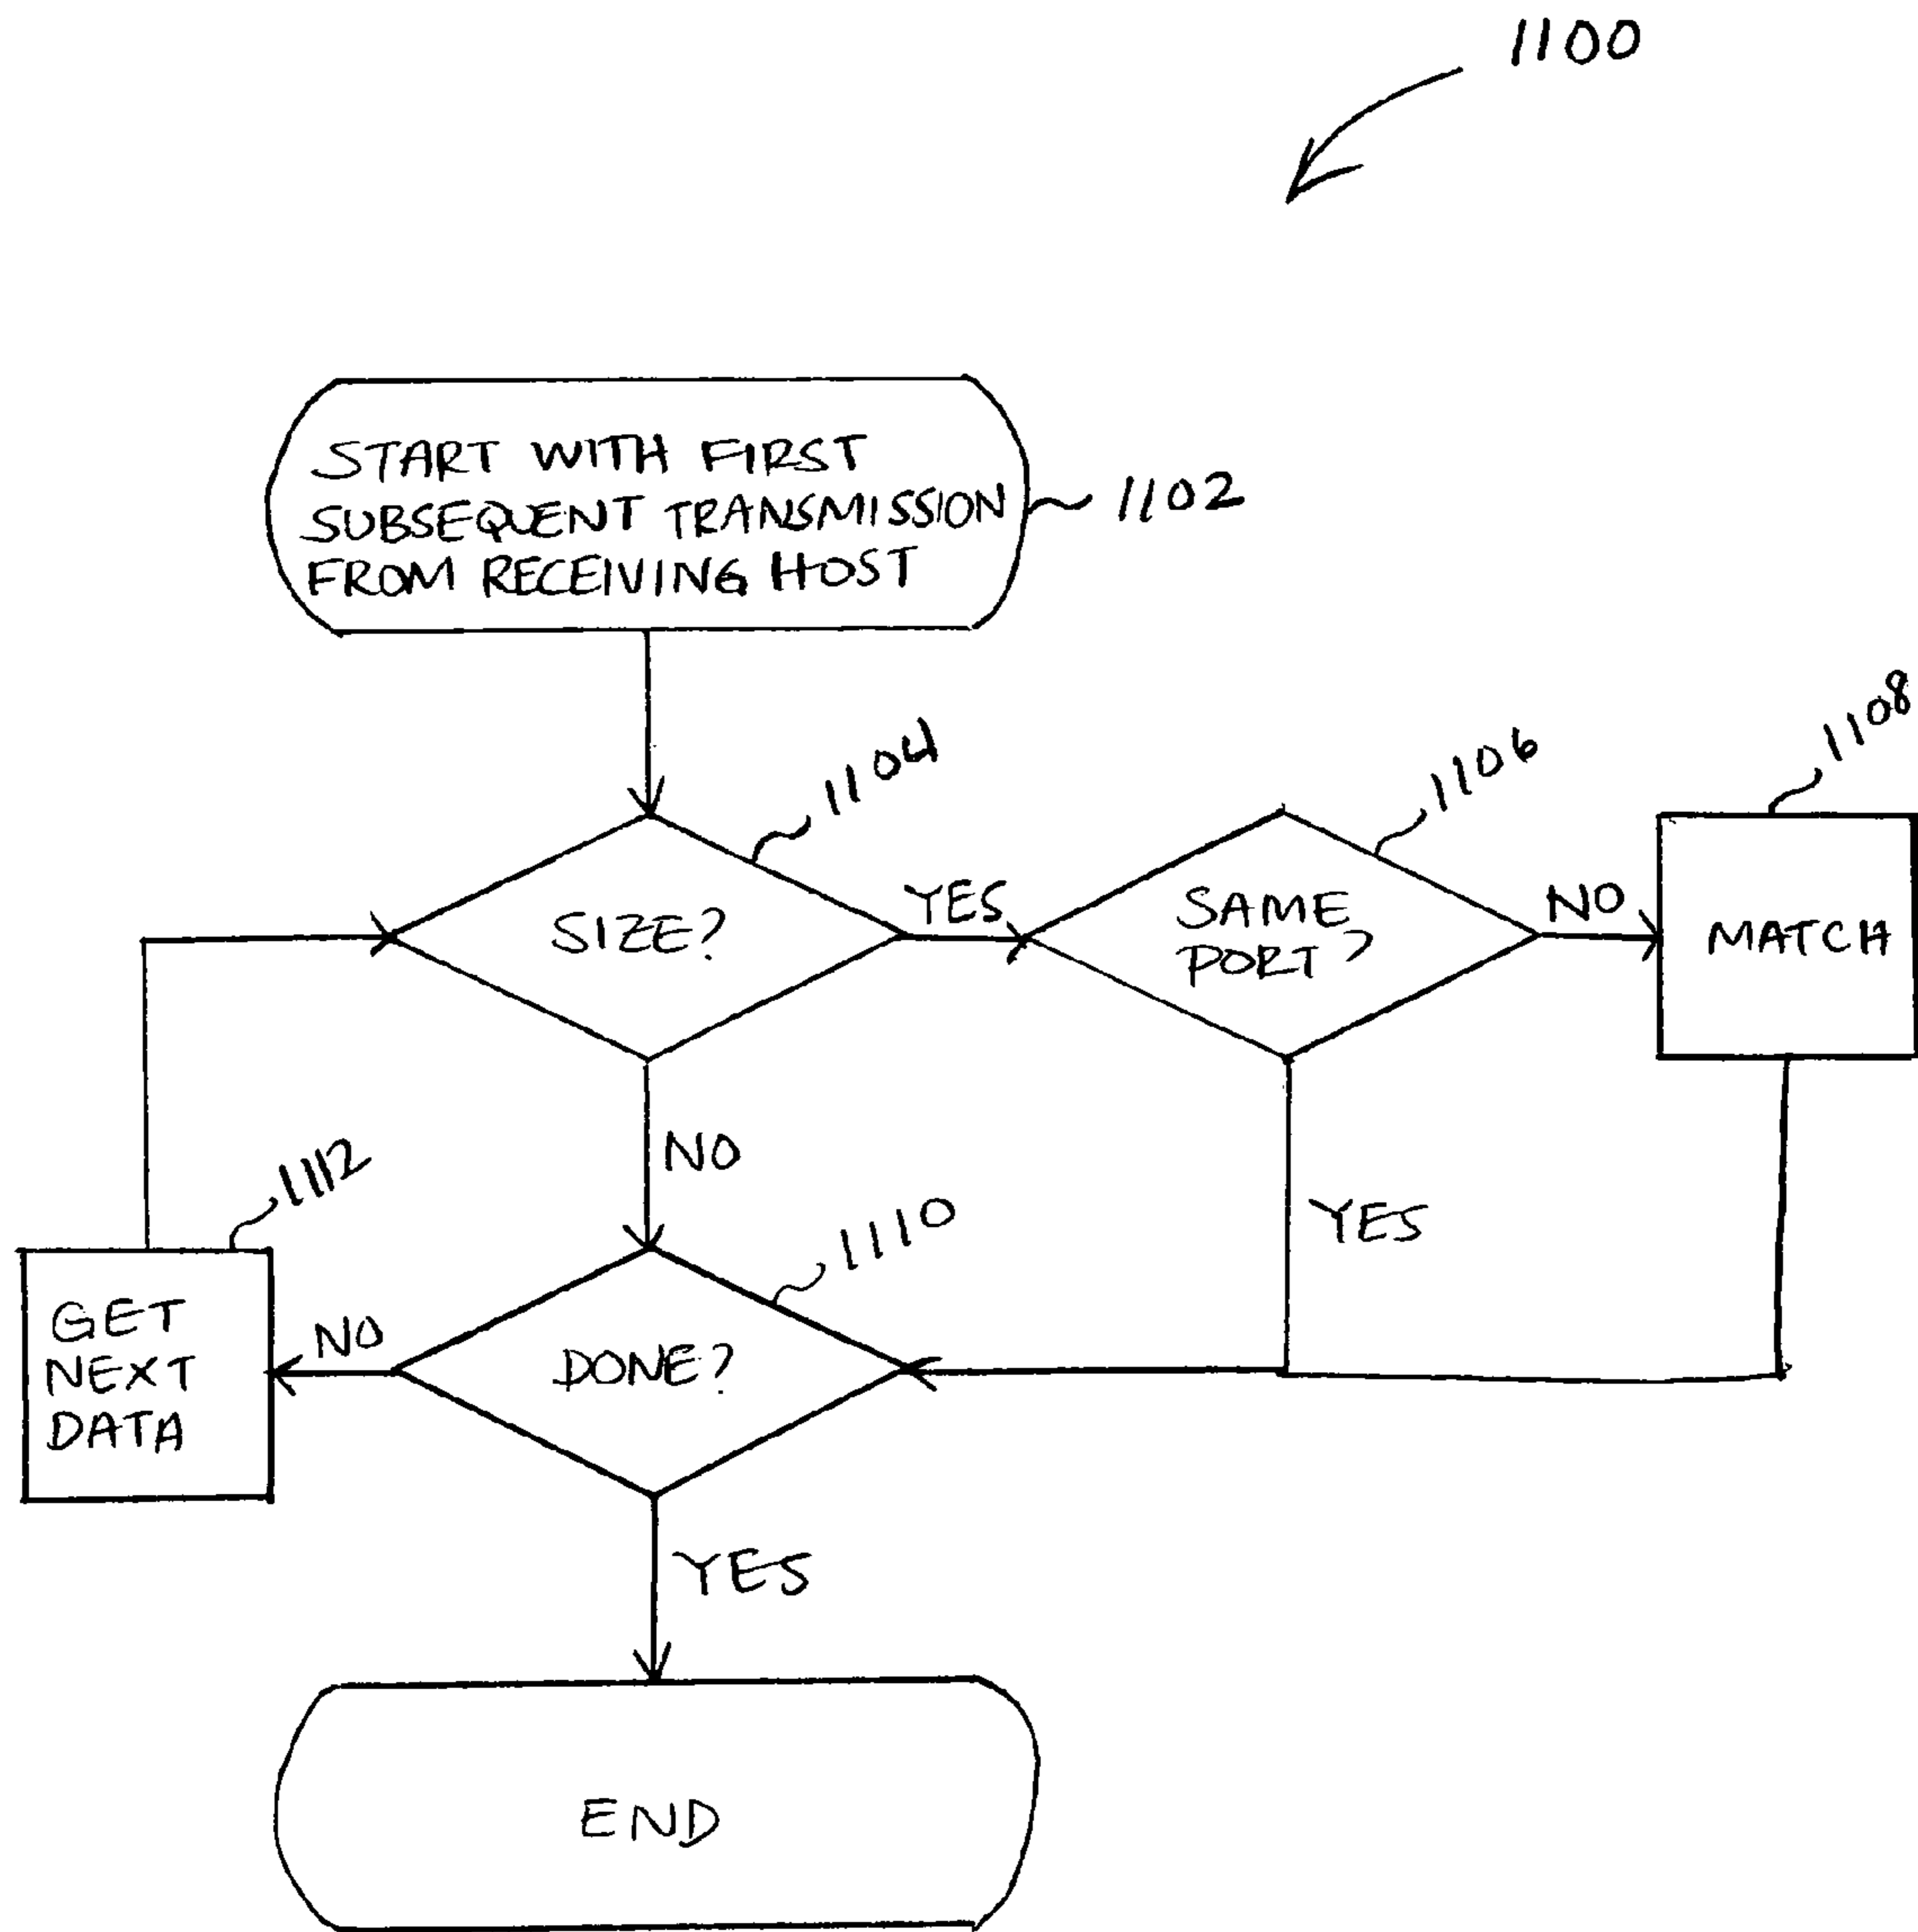 1100
START WITH FIRST
SUBSEQUENT TRANSMISSION
FROM RECEIVING HOST
1102
1104
1106
1108
SIZE?
YES
SAME
PORT?
NO
MATCH
NO
YES
1112
1110
GET
NEXT
DATA
NO
DONE?
YES
END